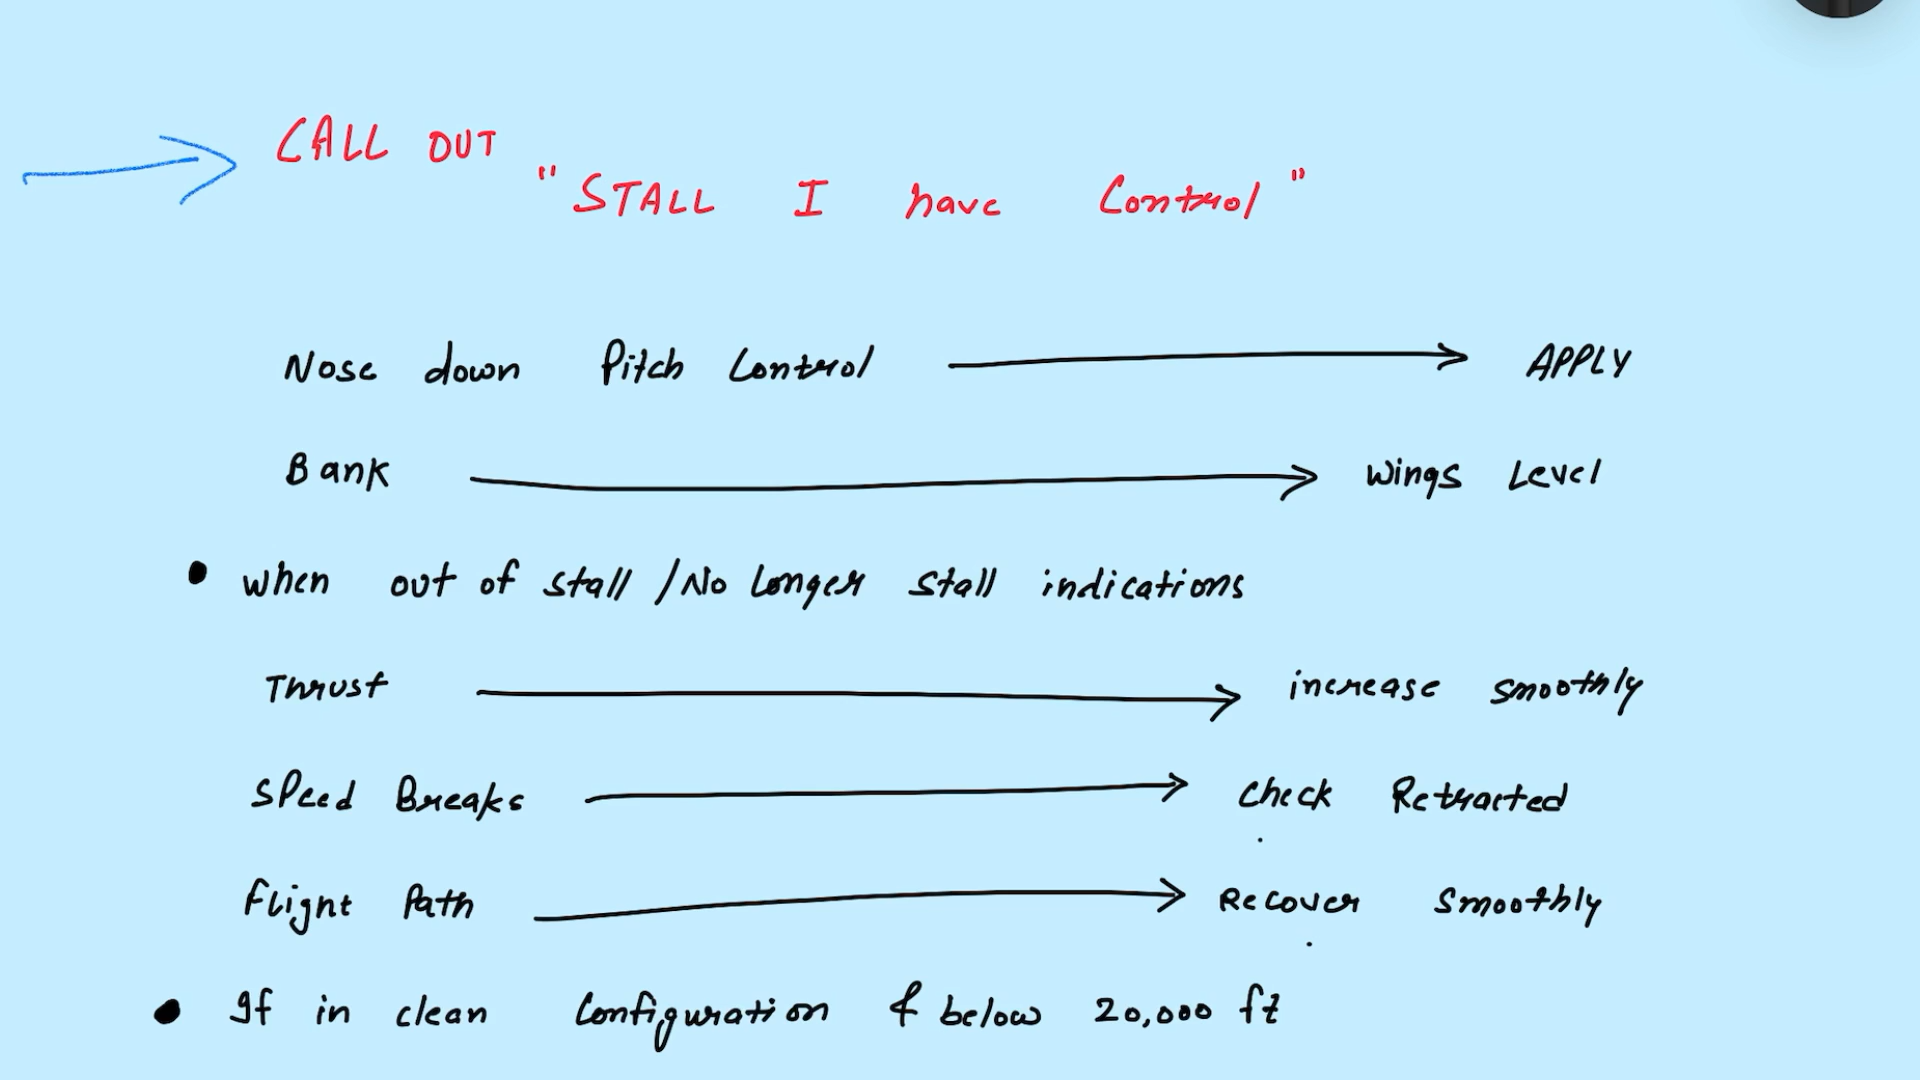 CALL OUT
"STALL I have Control"
Nose down Pitch Control → APPLY
Bank → Wings Level
• when out of stall / No Longer stall indications
Thrust → increase smoothly
Speed Breaks → check Retracted
Flight Path → Recover Smoothly
• If in clean Configuration & below 20,000 ft